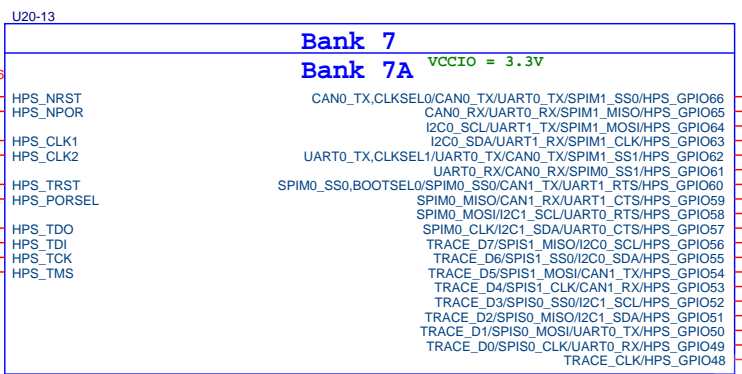 U20-13
Bank 7
Bank 7A
VCCIO = 3.3V
6
HPS_NRST
HPS_NPOR
HPS_CLK1
HPS_CLK2
HPS_TRST
HPS_PORSEL
HPS_TDO
HPS_TDI
HPS_TCK
HPS_TMS
CAN0_TX,CLKSEL0/CAN0_TX/UART0_TX/SPIM1_SS0/HPS_GPIO66
CAN0_RX/UART0_RX/SPIM1_MISO/HPS_GPIO65
I2C0_SCL/UART1_TX/SPIM1_MOSI/HPS_GPIO64
I2C0_SDA/UART1_RX/SPIM1_CLK/HPS_GPIO63
UART0_TX,CLKSEL1/UART0_TX/CAN0_TX/SPIM1_SS1/HPS_GPIO62
UART0_RX/CAN0_RX/SPIM0_SS1/HPS_GPIO61
SPIM0_SS0,BOOTSEL0/SPIM0_SS0/CAN1_TX/UART1_RTS/HPS_GPIO60
SPIM0_MISO/CAN1_RX/UART1_CTS/HPS_GPIO59
SPIM0_MOSI/I2C1_SCL/UART0_RTS/HPS_GPIO58
SPIM0_CLK/I2C1_SDA/UART0_CTS/HPS_GPIO57
TRACE_D7/SPIS1_MISO/I2C0_SCL/HPS_GPIO56
TRACE_D6/SPIS1_SS0/I2C0_SDA/HPS_GPIO55
TRACE_D5/SPIS1_MOSI/CAN1_TX/HPS_GPIO54
TRACE_D4/SPIS1_CLK/CAN1_RX/HPS_GPIO53
TRACE_D3/SPIS0_SS0/I2C1_SCL/HPS_GPIO52
TRACE_D2/SPIS0_MISO/I2C1_SDA/HPS_GPIO51
TRACE_D1/SPIS0_MOSI/UART0_TX/HPS_GPIO50
TRACE_D0/SPIS0_CLK/UART0_RX/HPS_GPIO49
TRACE_CLK/HPS_GPIO48